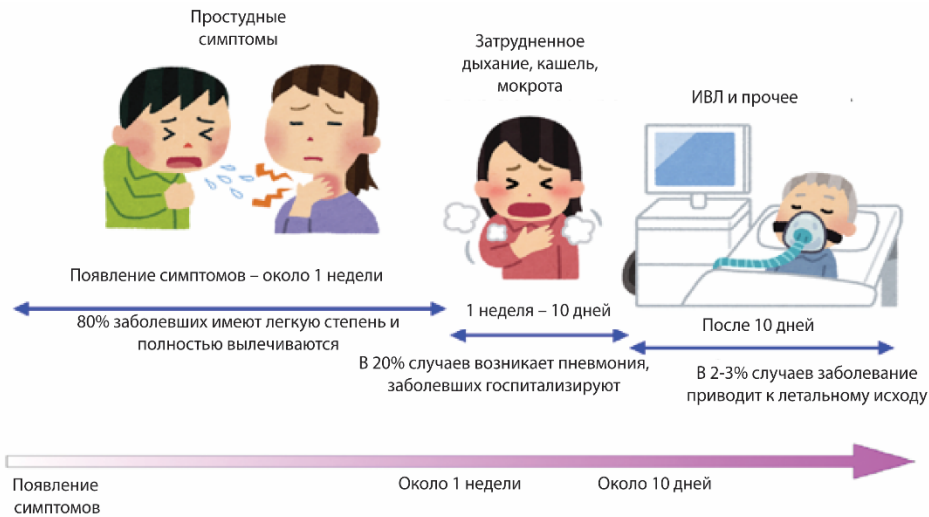 Простудные
симптомы
Затрудненное
дыхание, кашель,
мокрота
ИВЛ и прочее
Появление симптомов – около 1 недели
80% заболевших имеют легкую степень и
полностью вылечиваются
1 неделя – 10 дней
В 20% случаев возникает пневмония,
заболевших госпитализируют
После 10 дней
В 2-3% случаев заболевание
приводит к летальному исходу
Появление
симптомов
Около 1 недели
Около 10 дней